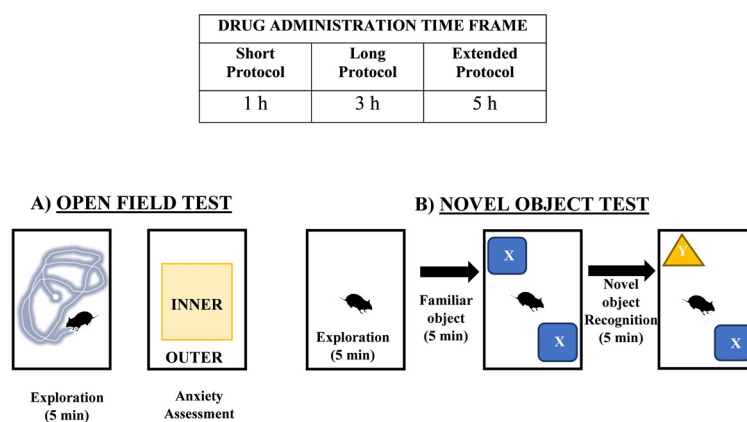 DRUG ADMINISTRATION TIME FRAME
Short Protocol
Long Protocol
Extended Protocol
1 h
3 h
5 h
A) OPEN FIELD TEST
INNER
OUTER
Exploration
(5 min)
Anxiety
Assessment
B) NOVEL OBJECT TEST
Exploration
(5 min)
Familiar
object
(5 min)
X
X
Novel
object
Recognition
(5 min)
Y
X